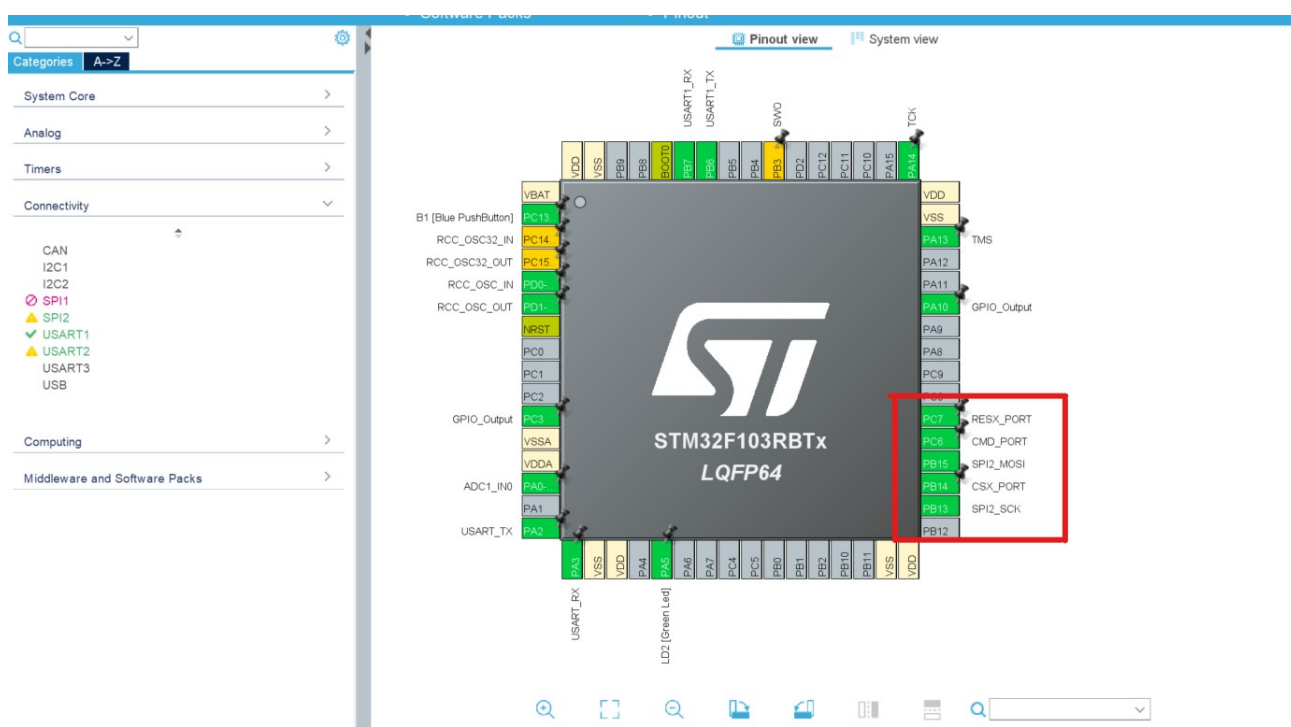 Software Packs
Pinout
Pinout view
System view
Categories
A->Z
System Core
Analog
Timers
Connectivity
CAN
I2C1
I2C2
SPI1
SPI2
USART1
USART2
USART3
USB
Computing
Middleware and Software Packs
USART1_RX
USART1_TX
SWO
TCK
VDD
VSS
PB9
PB8
BOOT0
PB7
PB6
PB5
PB4
PB3
PD2
PC12
PC11
PC10
PA15
PA14
VBAT
B1 [Blue PushButton] PC13..
RCC_OSC32_IN PC14..
RCC_OSC32_OUT PC15..
RCC_OSC_IN PD0-
RCC_OSC_OUT PD1-
NRST
PC0
PC1
PC2
GPIO_Output PC3
VSSA
VDDA
ADC1_IN0 PA0-..
PA1
USART_TX PA2
STM32F103RBTx
LQFP64
VDD
VSS
PA13 TMS
PA12
PA11
PA10 GPIO_Output
PA9
PA8
PC9
PC7 RESX_PORT
PC6 CMD_PORT
PB15 SPI2_MOSI
PB14 CSX_PORT
PB13 SPI2_SCK
PB12
PA3
VSS
VDD
PA4
PA5
PA6
PA7
PC4
PC5
PB0
PB1
PB2
PB10
PB11
VSS
VDD
USART_RX
LD2 [Green Led]